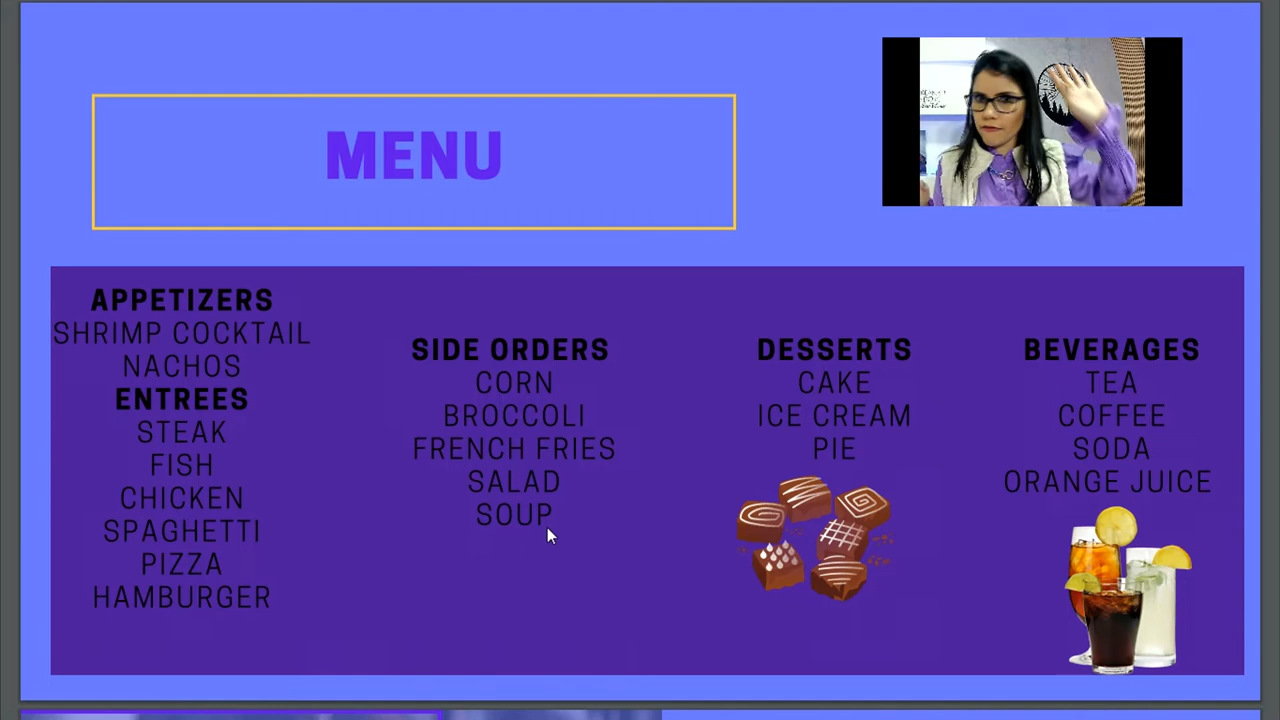 MENU
APPETIZERS
SHRIMP COCKTAIL
NACHOS
ENTREES
STEAK
FISH
CHICKEN
SPAGHETTI
PIZZA
HAMBURGER
SIDE ORDERS
CORN
BROCCOLI
FRENCH FRIES
SALAD
SOUP
DESSERTS
CAKE
ICE CREAM
PIE
BEVERAGES
TEA
COFFEE
SODA
ORANGE JUICE